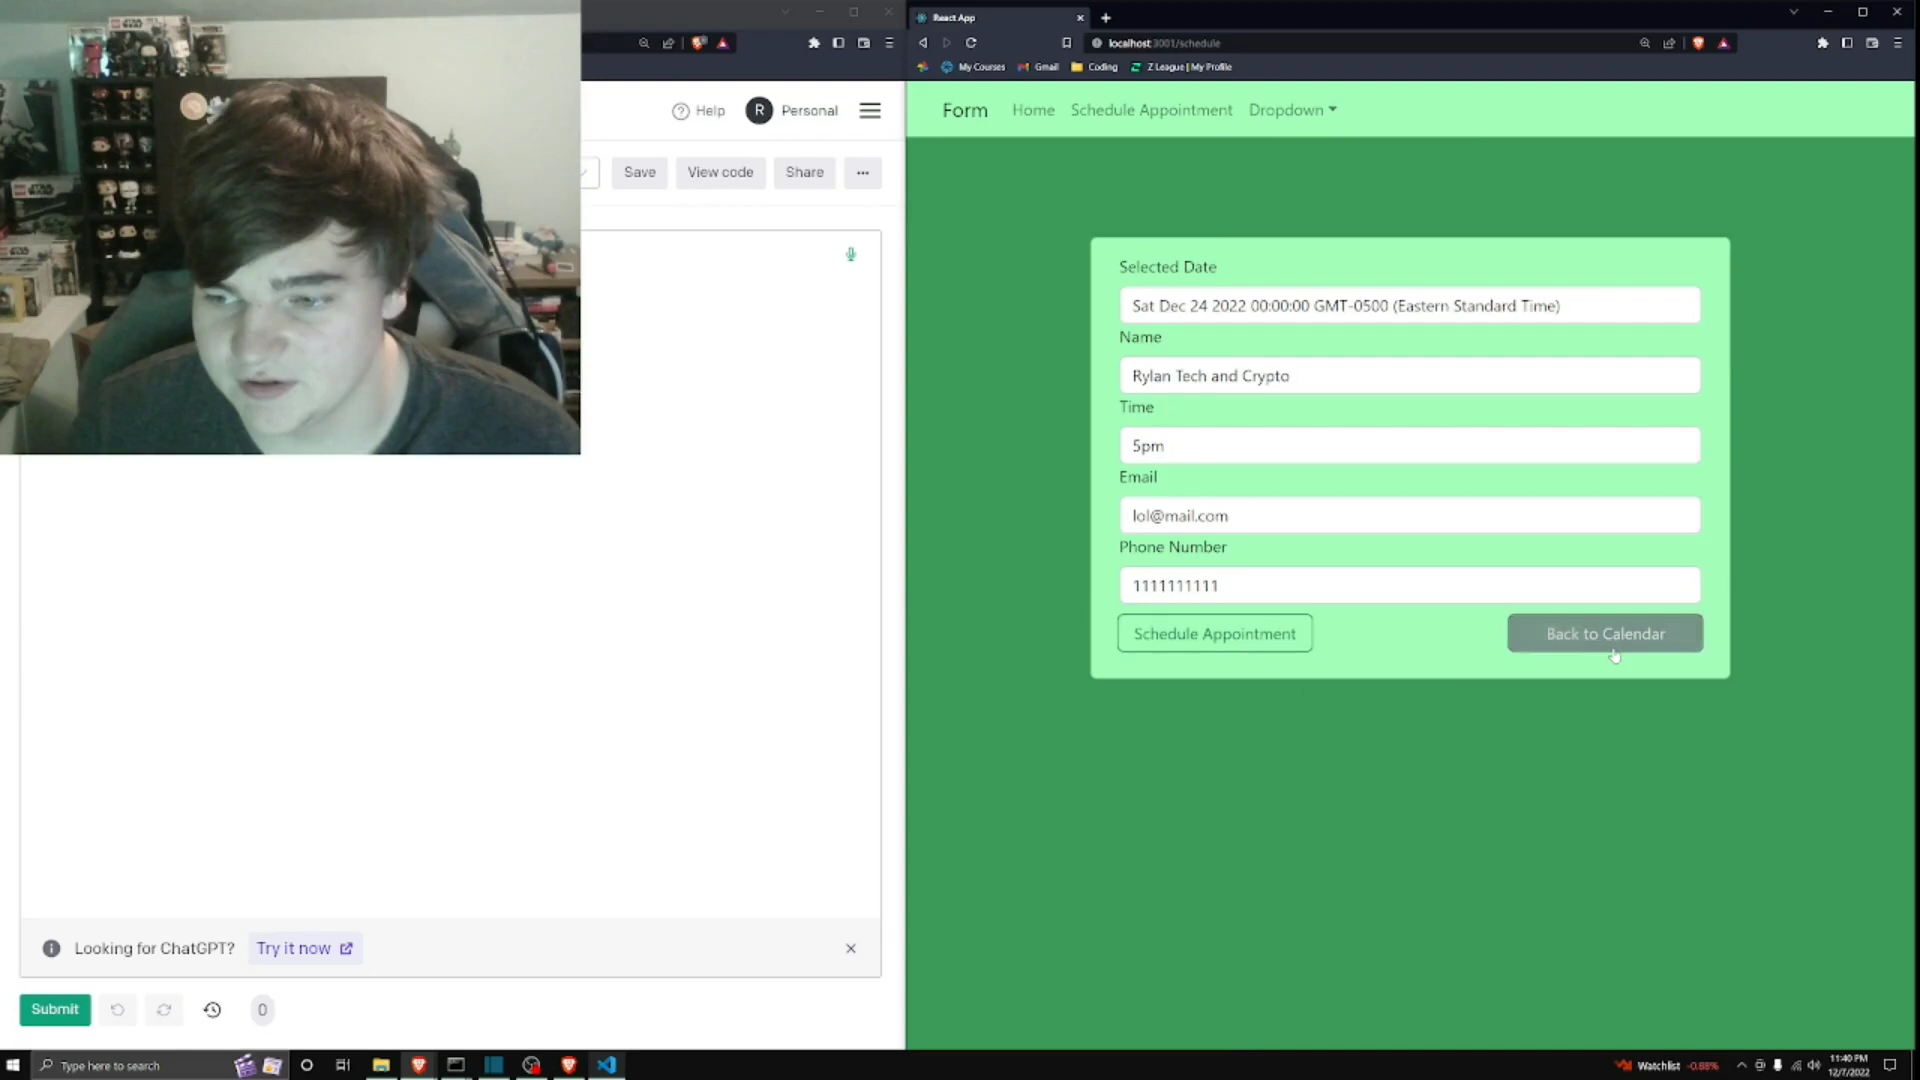 React App
localhost:3001/schedule
My Courses
Gmail
Coding
Z League | My Profile
Help
R
Personal
Save
View code
Share
...
Form
Home
Schedule Appointment
Dropdown
Selected Date
Sat Dec 24 2022 00:00:00 GMT-0500 (Eastern Standard Time)
Name
Rylan Tech and Crypto
Time
5pm
Email
lol@mail.com
Phone Number
1111111111
Schedule Appointment
Back to Calendar
STAR WARS
Looking for ChatGPT?
Try it now
Submit
0
Type here to search
Watchlist
-0.88%
11:40 PM
12/7/2022